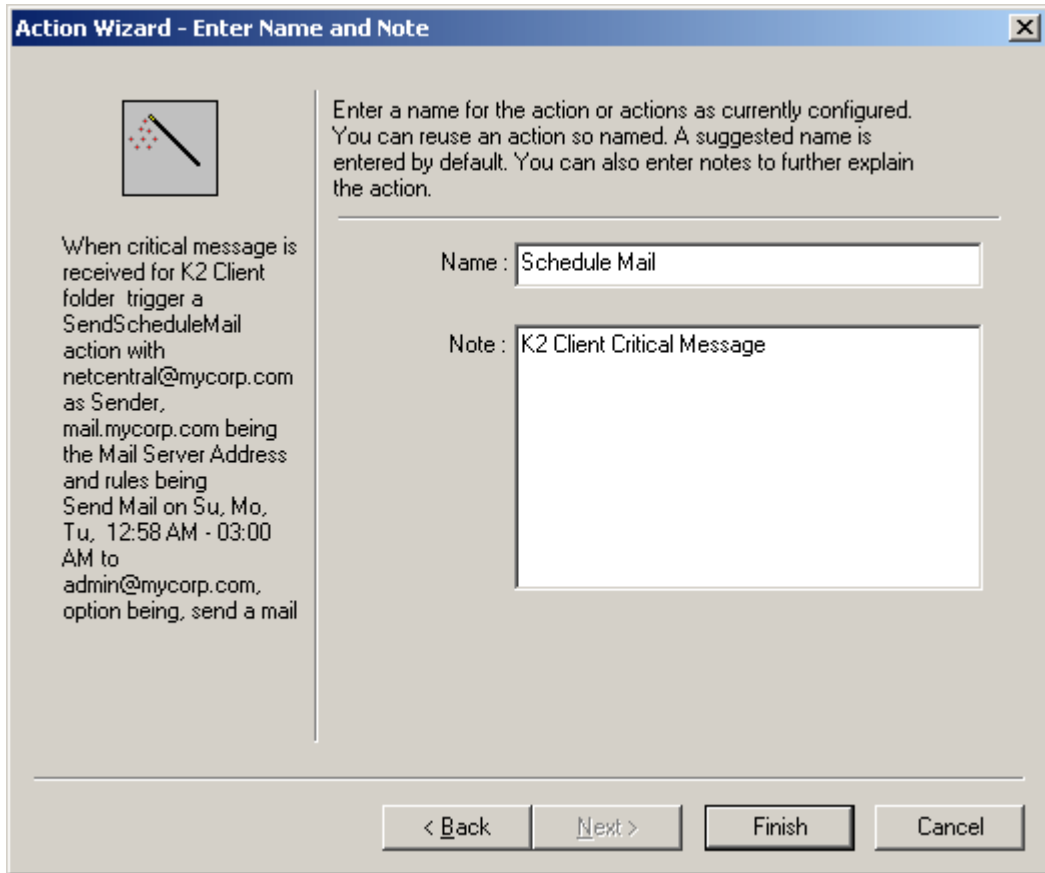 Action Wizard - Enter Name and Note
Enter a name for the action or actions as currently configured.
You can reuse an action so named. A suggested name is
entered by default. You can also enter notes to further explain
the action.
When critical message is
received for K2 Client
folder  trigger a
SendScheduleMail
action with
netcentral@mycorp.com
as Sender,
mail.mycorp.com being
the Mail Server Address
and rules being
Send Mail on Su, Mo,
Tu,  12:58 AM - 03:00
AM to
admin@mycorp.com,
option being, send a mail
Name : Schedule Mail
Note : K2 Client Critical Message
< Back
Next >
Finish
Cancel